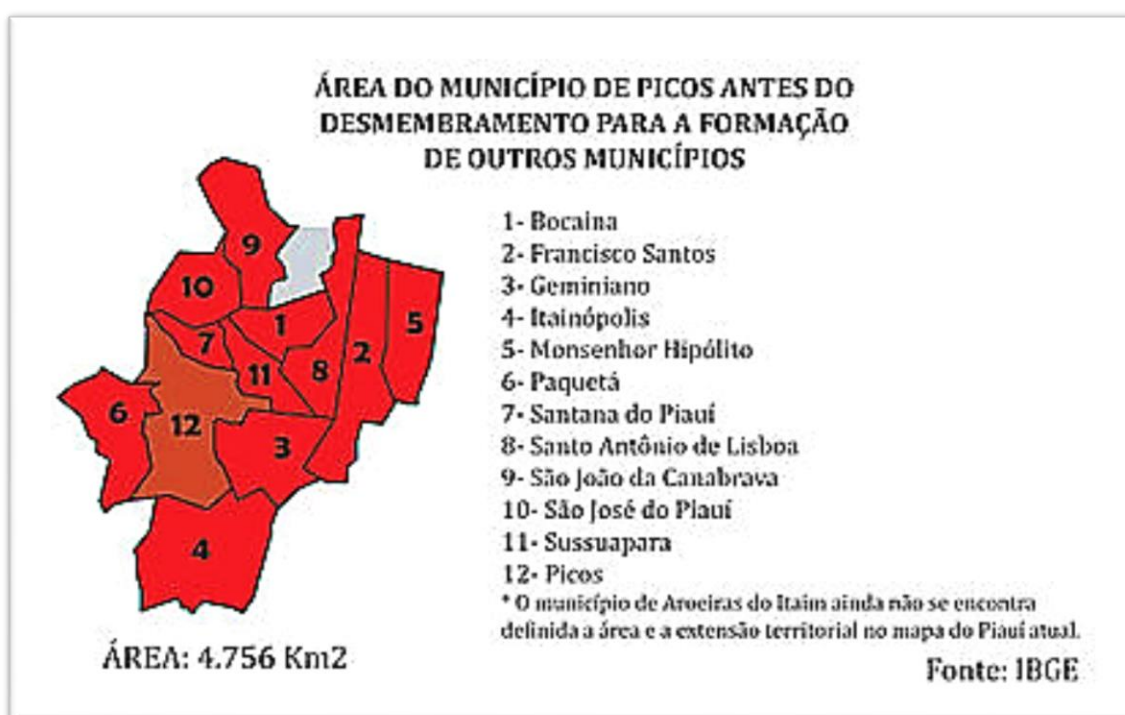 ÁREA DO MUNICÍPIO DE PICOS ANTES DO
DESMEMBRAMENTO PARA A FORMAÇÃO
DE OUTROS MUNICÍPIOS
1- Bocaina
2- Francisco Santos
3- Geminiano
4- Itainópolis
5- Monsenhor Hipólito
6- Paquetá
7- Santana do Piauí
8- Santo Antônio de Lisboa
9- São João da Canabrava
10- São José do Piauí
11- Sussuapara
12- Picos
* O município de Aroeiras do Itaim ainda não se encontra
definida a área e a extensão territorial no mapa do Piauí atual.
9
10
1
5
7
2
11
8
6
12
3
4
ÁREA: 4.756 Km2
Fonte: IBGE